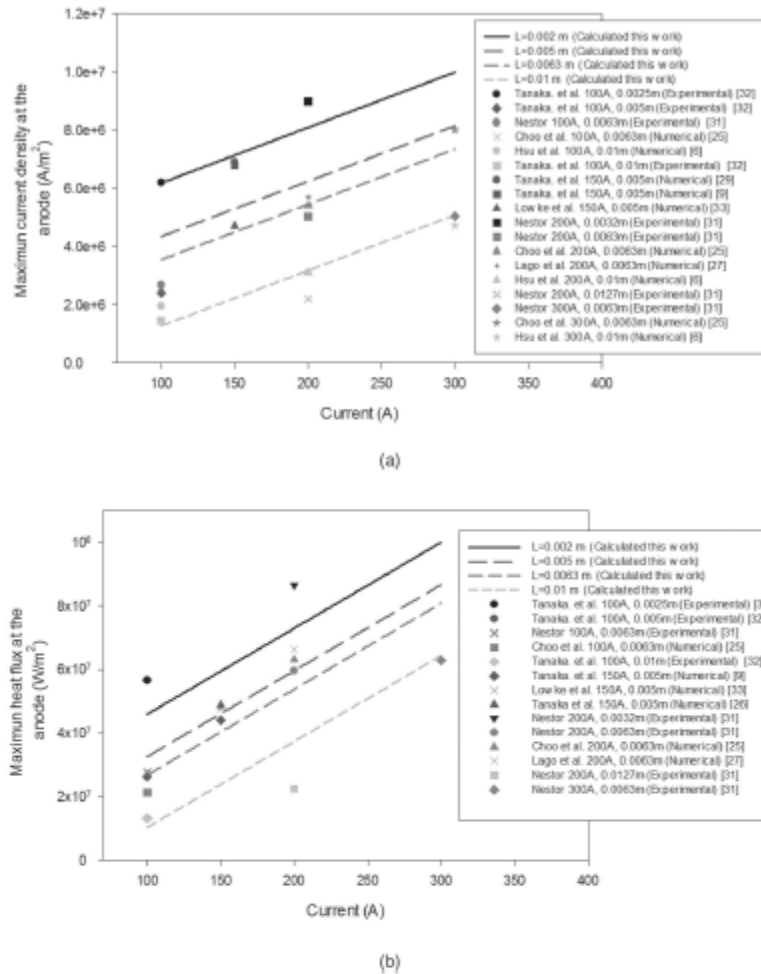 1.2e+7
1.0e+7
8.0e+6
6.0e+6
4.0e+6
2.0e+6
0.0
Maximun current density at the
anode (A/m²)
100 150 200 250 300 350 400
Current (A)
L=0.002 m (Calculated this work)
L=0.005 m (Calculated this work)
L=0.0063 m (Calculated this work)
L=0.01 m (Calculated this work)
Tanaka. et al. 100A, 0.0025m (Experimental) [32]
Tanaka. et al. 100A, 0.005m (Experimental) [32]
Nestor 100A, 0.0063m (Experimental) [31]
Choo et al. 100A, 0.0063m (Numerical) [25]
Hsu et al. 100A, 0.01m (Numerical) [6]
Tanaka. et al. 100A, 0.01m (Experimental) [32]
Tanaka. et al. 150A, 0.005m (Numerical) [29]
Tanaka. et al. 150A, 0.005m (Numerical) [9]
Lowke et al. 150A, 0.005m (Numerical) [33]
Nestor 200A, 0.0032m (Experimental) [31]
Nestor 200A, 0.0063m (Experimental) [31]
Choo et al. 200A, 0.0063m (Numerical) [25]
Lago et al. 200A, 0.0063m (Numerical) [27]
Hsu et al. 200A, 0.01m (Numerical) [6]
Nestor 200A, 0.0127m (Experimental) [31]
Nestor 300A, 0.0063m (Experimental) [31]
Choo et al. 300A, 0.0063m (Numerical) [25]
Hsu et al. 300A, 0.01m (Numerical) [6]
(a)
10⁸
8x10⁷
6x10⁷
4x10⁷
2x10⁷
0
Maximun heat flux at the
anode (W/m²)
100 150 200 250 300 350 400
Current (A)
L=0.002 m (Calculated this work)
L=0.005 m (Calculated this work)
L=0.0063 m (Calculated this work)
L=0.01 m (Calculated this work)
Tanaka. et al. 100A, 0.0025m (Experimental) [3
Tanaka. et al. 100A, 0.005m (Experimental) [32
Nestor 100A, 0.0063m (Experimental) [31]
Choo et al. 100A, 0.0063m (Numerical) [25]
Tanaka. et al. 100A, 0.01m (Experimental) [32]
Tanaka. et al. 150A, 0.005m (Numerical) [9]
Lowke et al. 150A, 0.005m (Numerical) [33]
Tanaka et al. 150A, 0.005m (Numerical) [26]
Nestor 200A, 0.0032m (Experimental) [31]
Nestor 200A, 0.0063m (Experimental) [31]
Choo et al. 200A, 0.0063m (Numerical) [25]
Lago et al. 200A, 0.0063m (Numerical) [27]
Nestor 200A, 0.0127m (Experimental) [31]
Nestor 300A, 0.0063m (Experimental) [31]
(b)